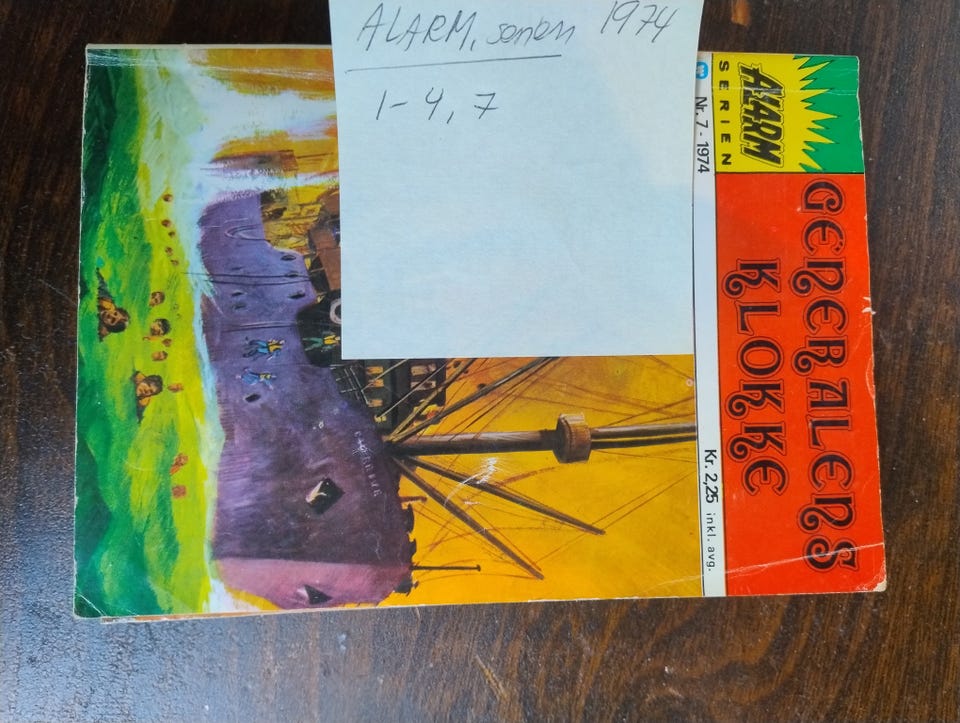 ALARM, serien 1974
1-4, 7
ALARM
SERIEN
GENERALENS
KLOKKE
Nr. 7 - 1974
Kr. 2,25 inkl. avg.